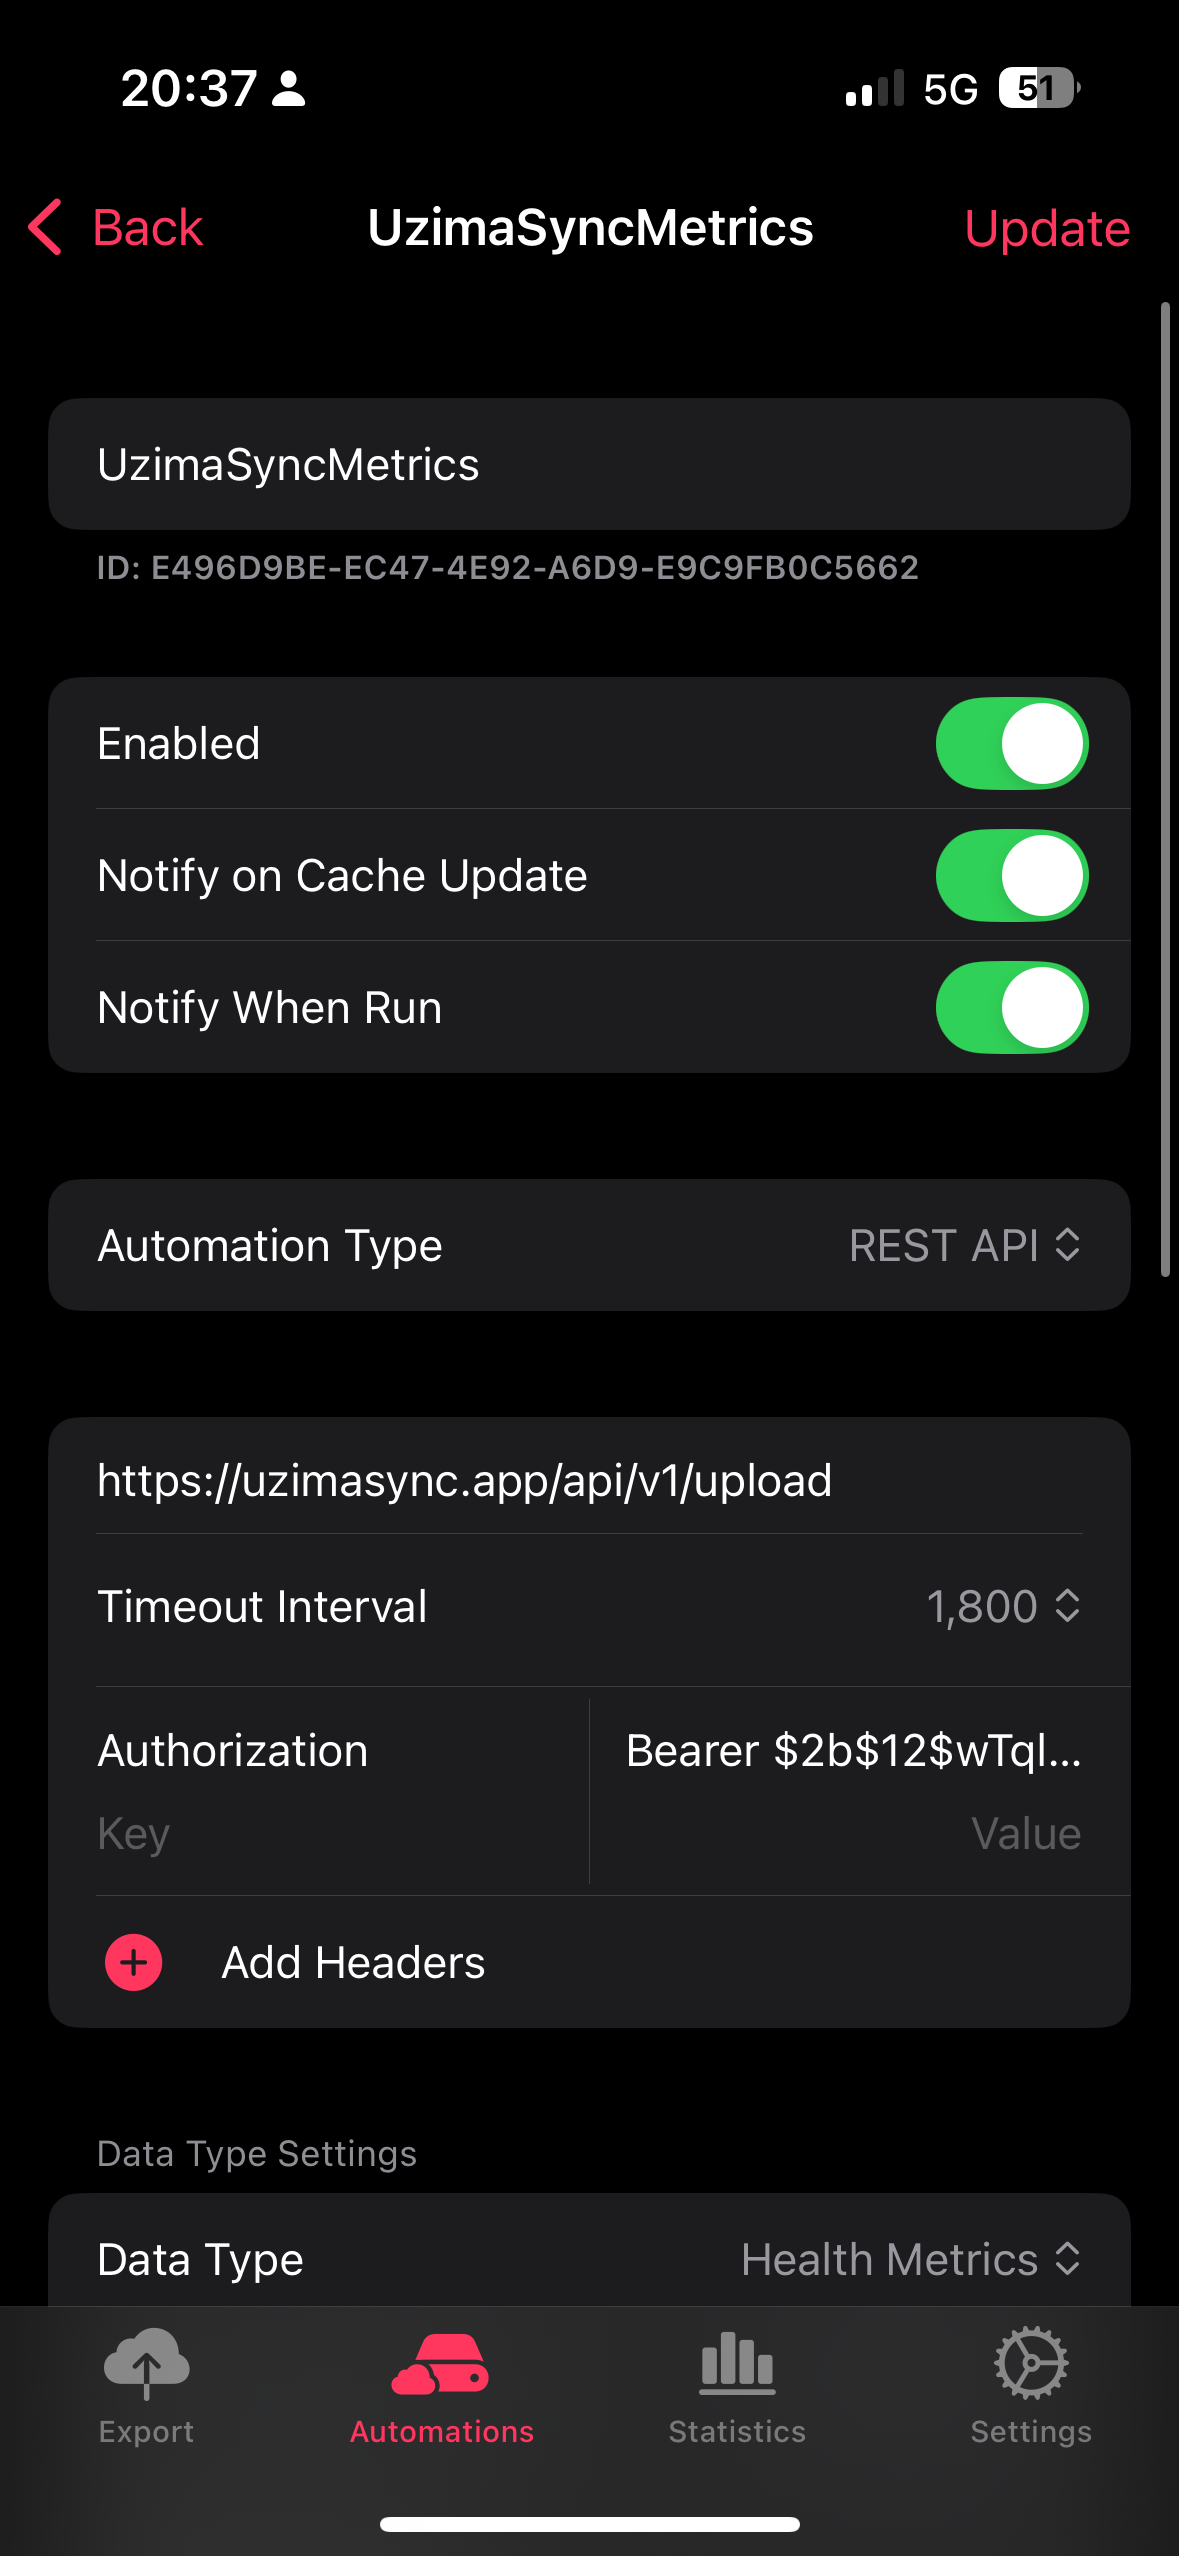 20:37
5G
51
Back
UzimaSyncMetrics
Update
UzimaSyncMetrics
ID: E496D9BE-EC47-4E92-A6D9-E9C9FB0C5662
Enabled
Notify on Cache Update
Notify When Run
Automation Type
REST API
https://uzimasync.app/api/v1/upload
Timeout Interval
1,800
Authorization
Bearer $2b$12$wTql...
Key
Value
Add Headers
Data Type Settings
Data Type
Health Metrics
Export
Automations
Statistics
Settings